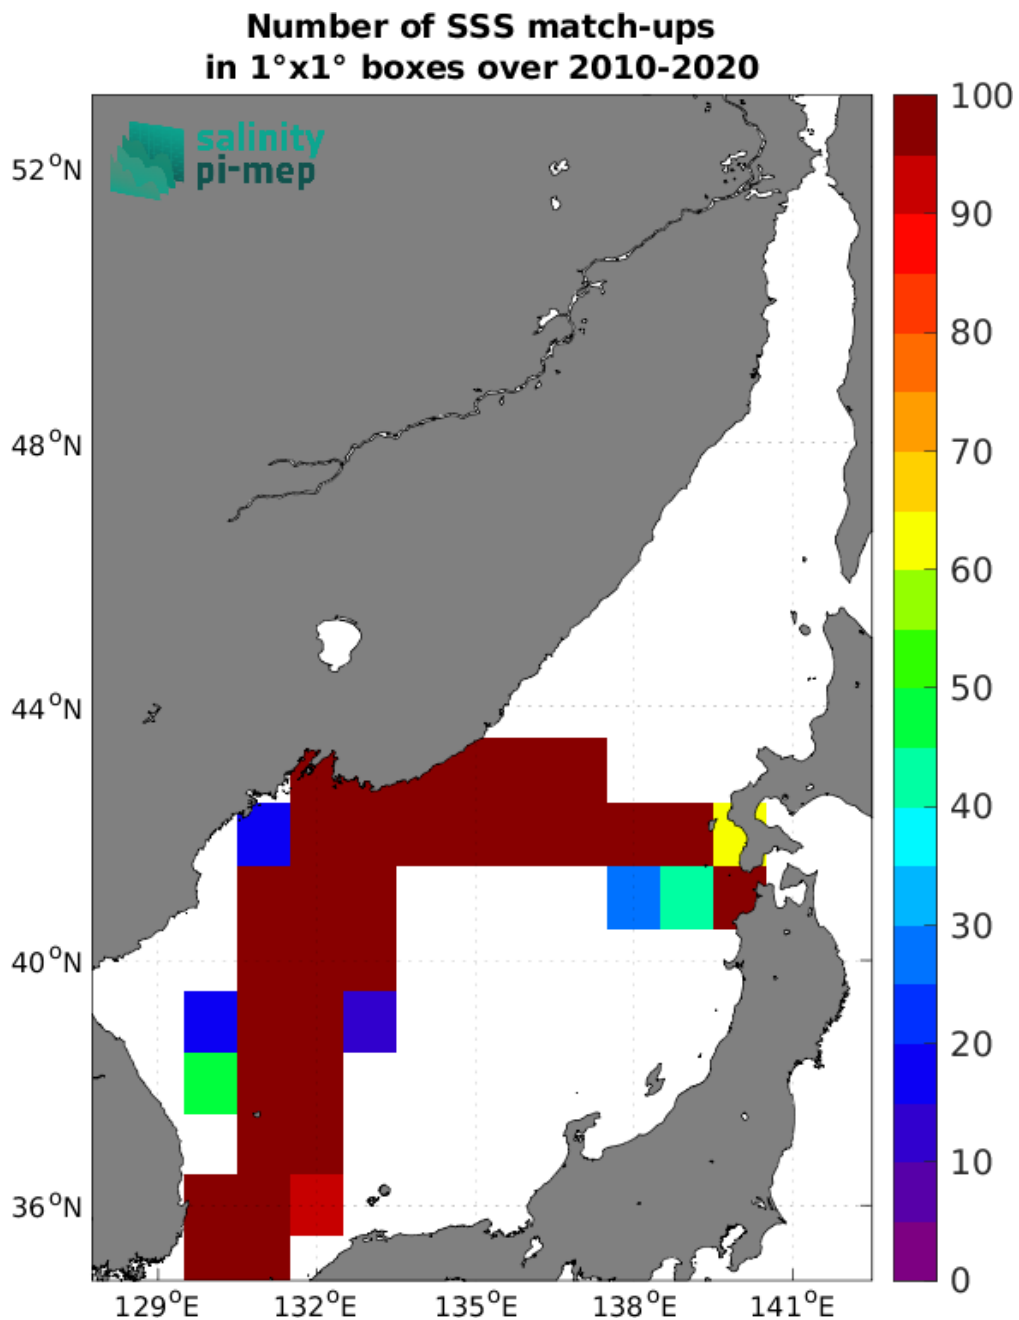 Number of SSS match-ups
in 1°x1° boxes over 2010-2020
salinity
pi-mep
52°N
48°N
44°N
40°N
36°N
129°E
132°E
135°E
138°E
141°E
100
90
80
70
60
50
40
30
20
10
0